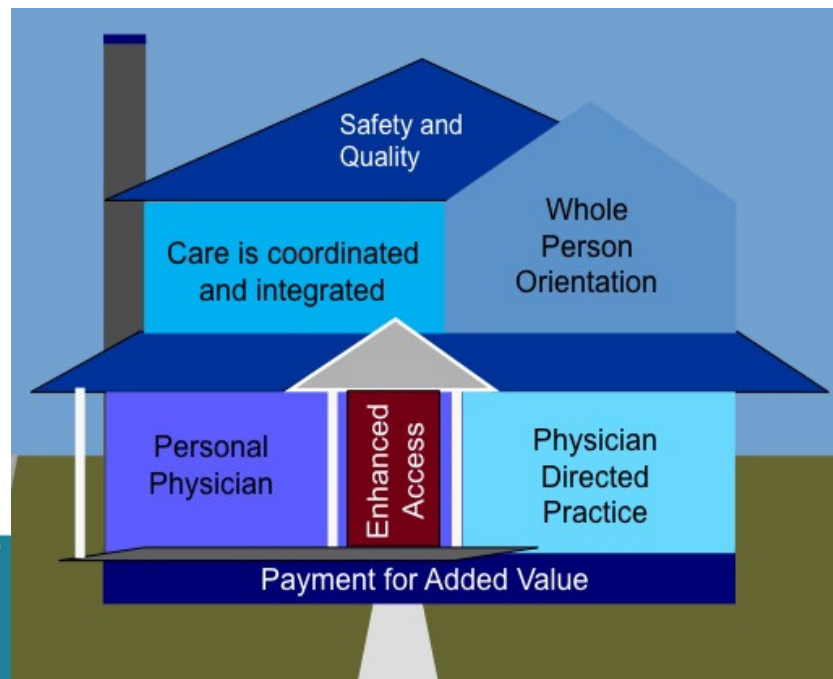 Safety and
Quality
Care is coordinated
and integrated
Whole
Person
Orientation
Personal
Physician
Enhanced
Access
Physician
Directed
Practice
Payment for Added Value